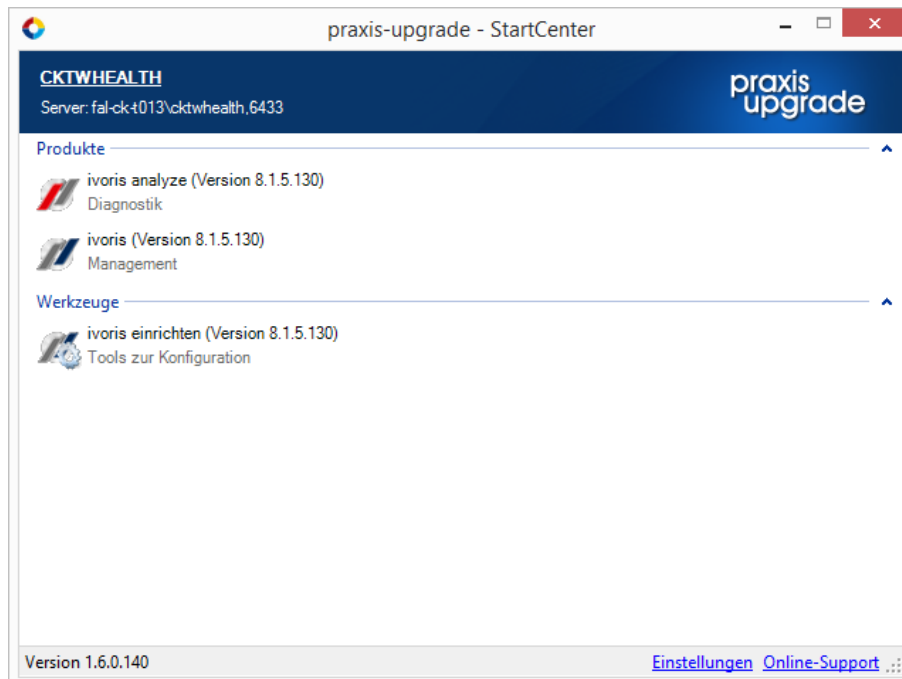 praxis-upgrade - StartCenter
CKTWHEALTH
Server: fal-ck-t013\cktwhealth,6433
praxis
upgrade
Produkte
ivoris analyze (Version 8.1.5.130)
Diagnostik
ivoris (Version 8.1.5.130)
Management
Werkzeuge
ivoris einrichten (Version 8.1.5.130)
Tools zur Konfiguration
Version 1.6.0.140
Einstellungen Online-Support